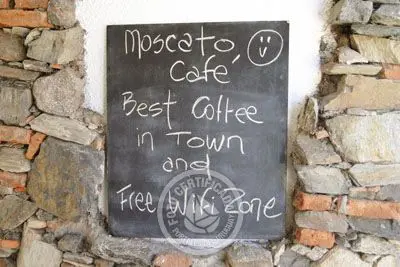 Moscato,
Café
Best Coffee
in Town
and
Free Wifi Zone